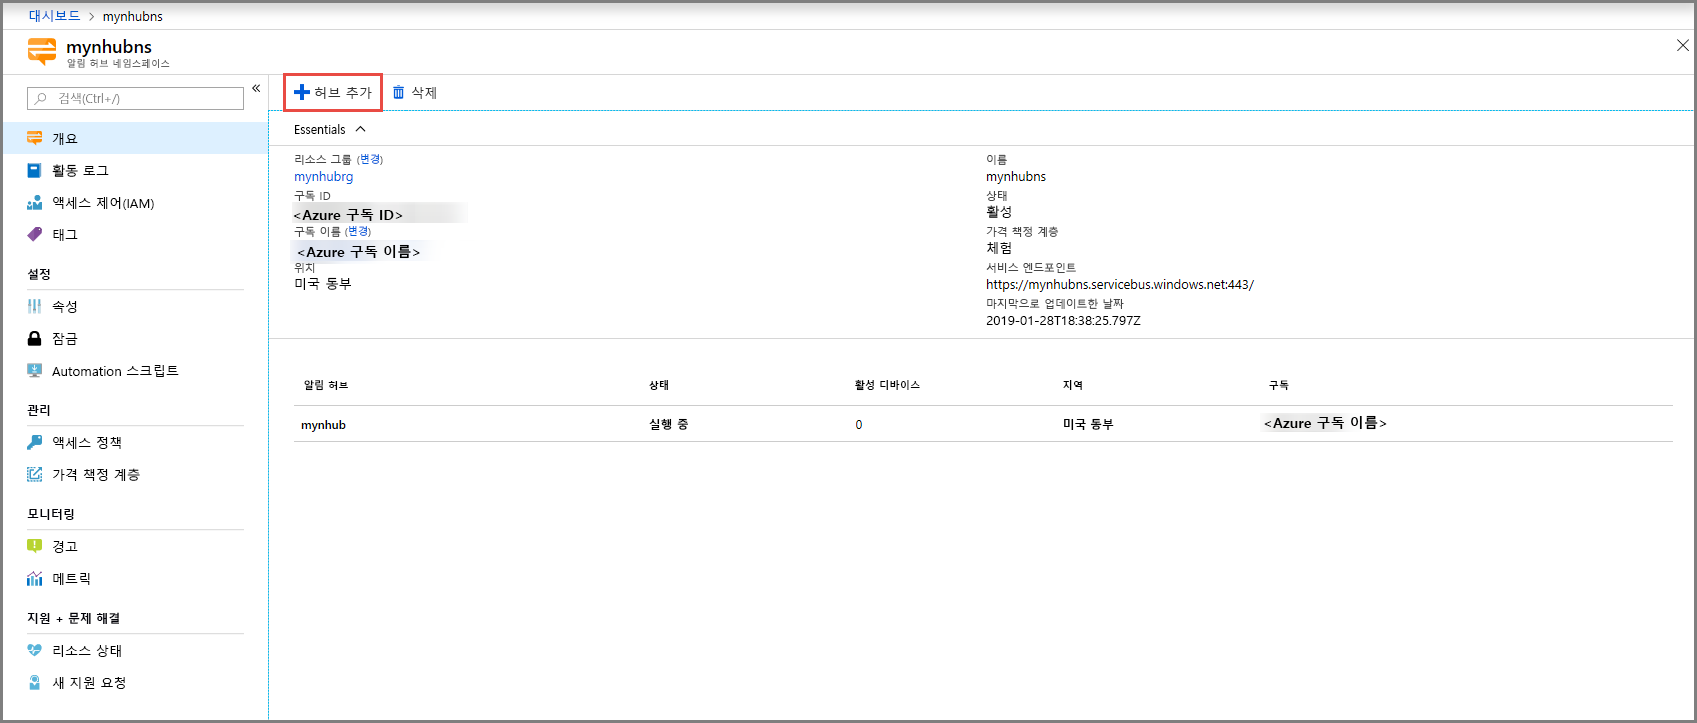 대시보드 > mynhubns
mynhubns
알림 허브 네임스페이스
검색(Ctrl+/)
«
개요
활동 로그
액세스 제어(IAM)
태그
설정
속성
잠금
Automation 스크립트
관리
액세스 정책
가격 책정 계층
모니터링
경고
메트릭
지원 + 문제 해결
리소스 상태
새 지원 요청
허브 추가 삭제
Essentials
리소스 그룹 (변경)
mynhubrg
구독 ID
<Azure 구독 ID>
구독 이름 (변경)
<Azure 구독 이름>
위치
미국 동부
이름
mynhubns
상태
활성
가격 책정 계층
체험
서비스 엔드포인트
https://mynhubns.servicebus.windows.net:443/
마지막으로 업데이트한 날짜
2019-01-28T18:38:25.797Z
알림 허브 상태 활성 디바이스 지역 구독
mynhub 실행 중 0 미국 동부 <Azure 구독 이름>